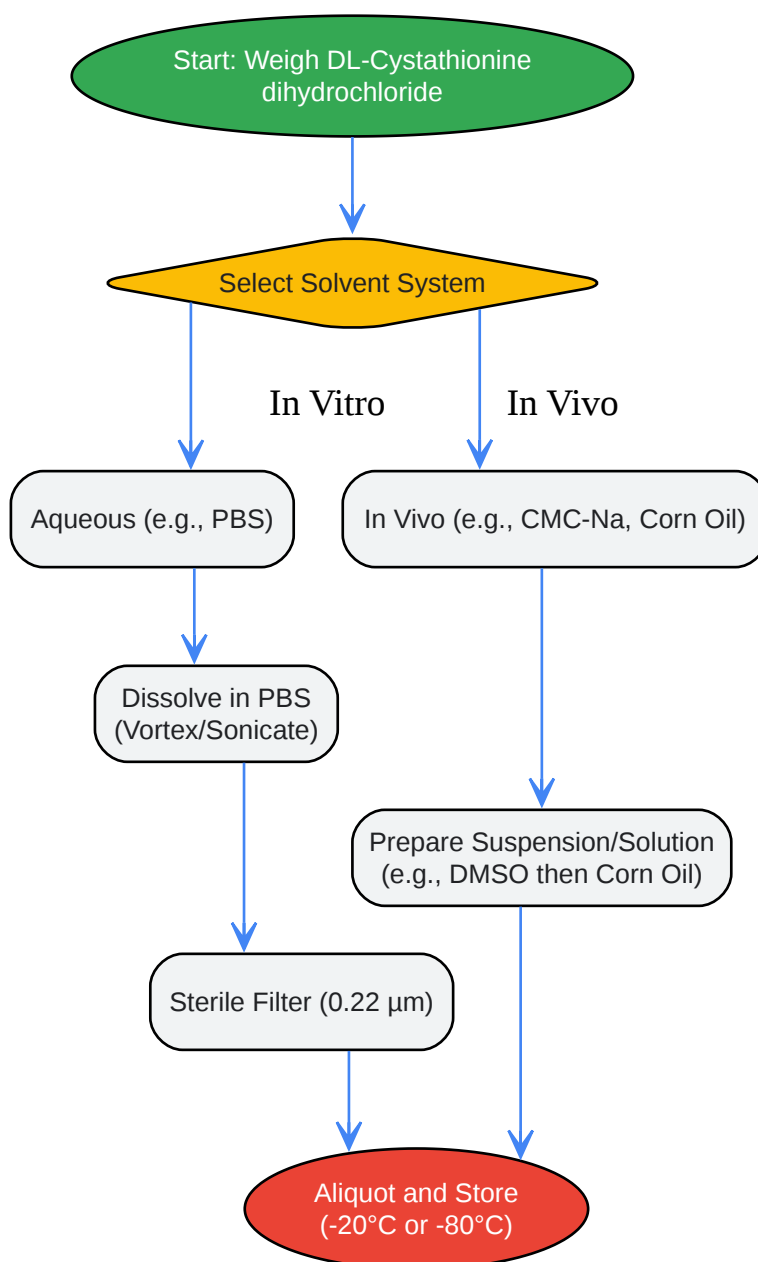 Start: Weigh DL-Cystathionine
dihydrochloride
Select Solvent System
In Vitro
In Vivo
Aqueous (e.g., PBS)
In Vivo (e.g., CMC-Na, Corn Oil)
Dissolve in PBS
(Vortex/Sonicate)
Prepare Suspension/Solution
(e.g., DMSO then Corn Oil)
Sterile Filter (0.22 µm)
Aliquot and Store
(-20°C or -80°C)